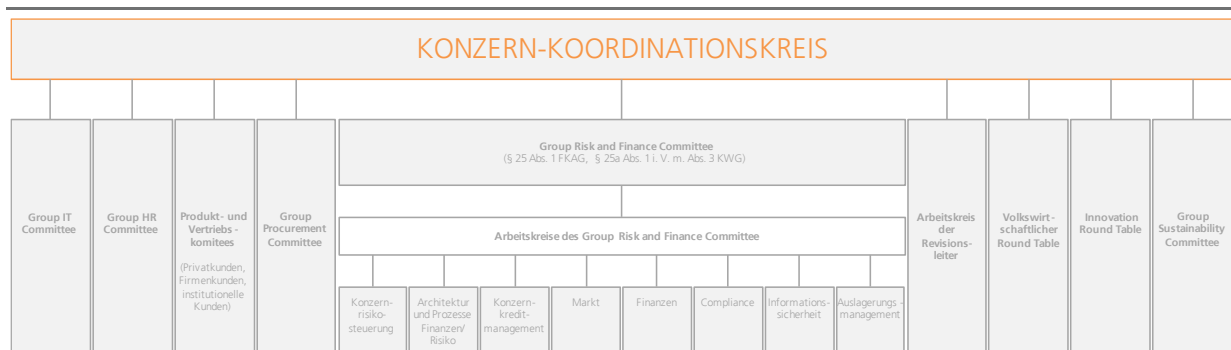 KONZERN-KOORDINATIONSKREIS
Group IT
Committee
Group HR
Committee
Produkt- und
Vertriebs -
komitees
(Privatkunden,
Firmenkunden,
institutionelle
Kunden)
Group
Procurement
Committee
Group Risk and Finance Committee
(§ 25 Abs. 1 FKAG, § 25a Abs. 1 i. V. m. Abs. 3 KWG)
Arbeitskreise des Group Risk and Finance Committee
Konzern-
risiko-
steuerung
Architektur
und Prozesse
Finanzen/
Risiko
Konzern-
kredit-
management
Markt
Finanzen
Compliance
Informations-
sicherheit
Auslagerungs -
management
Arbeitskreis
der
Revisions-
leiter
Volkswirt-
schaftlicher
Round Table
Innovation
Round Table
Group
Sustainability
Committee